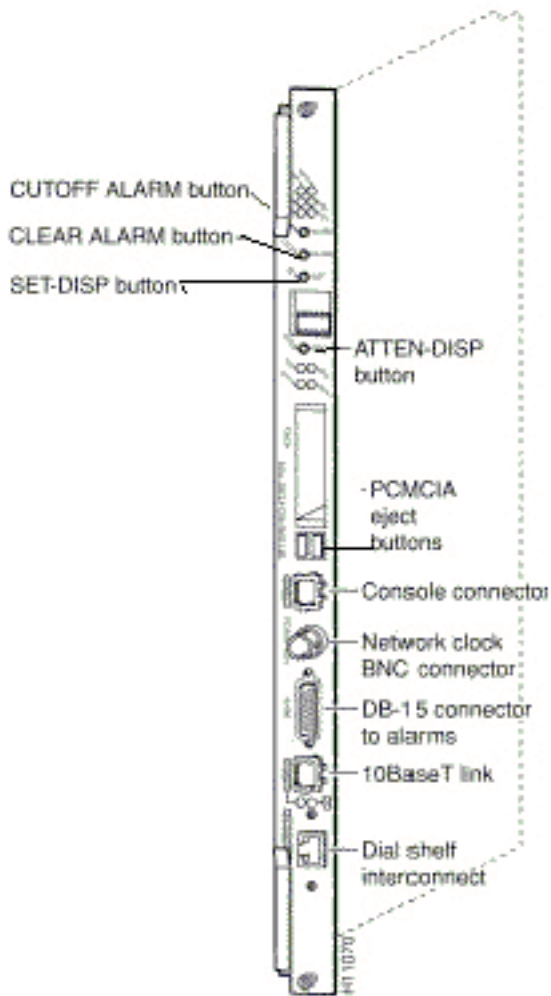 CUTOFF ALARM button
CLEAR ALARM button
SET-DISP button
ATTEN-DISP
button
PCMCIA
eject
buttons
Console connector
Network clock
BNC connector
DB-15 connector
to alarms
10BaseT link
Dial shelf
interconnect
H11070